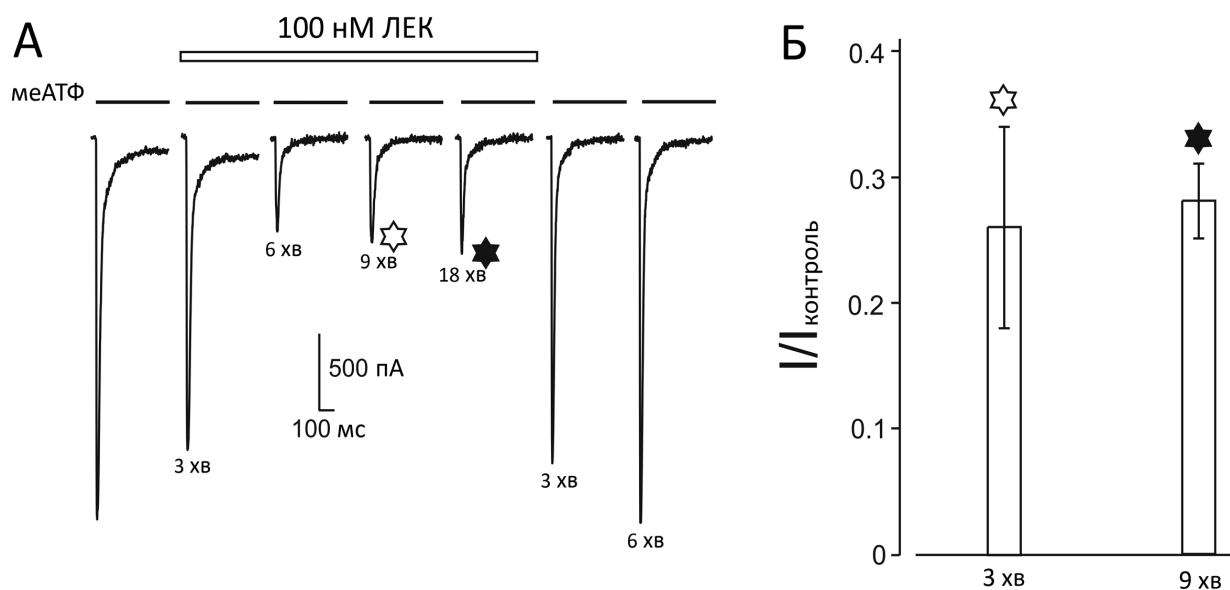 А
100 нМ ЛЕК
меАТФ
6 хв
9 хв
18 хв
500 пА
100 мс
3 хв
3 хв
6 хв
Б
I/Iконтроль
0.4
0.3
0.2
0.1
0
3 хв
9 хв